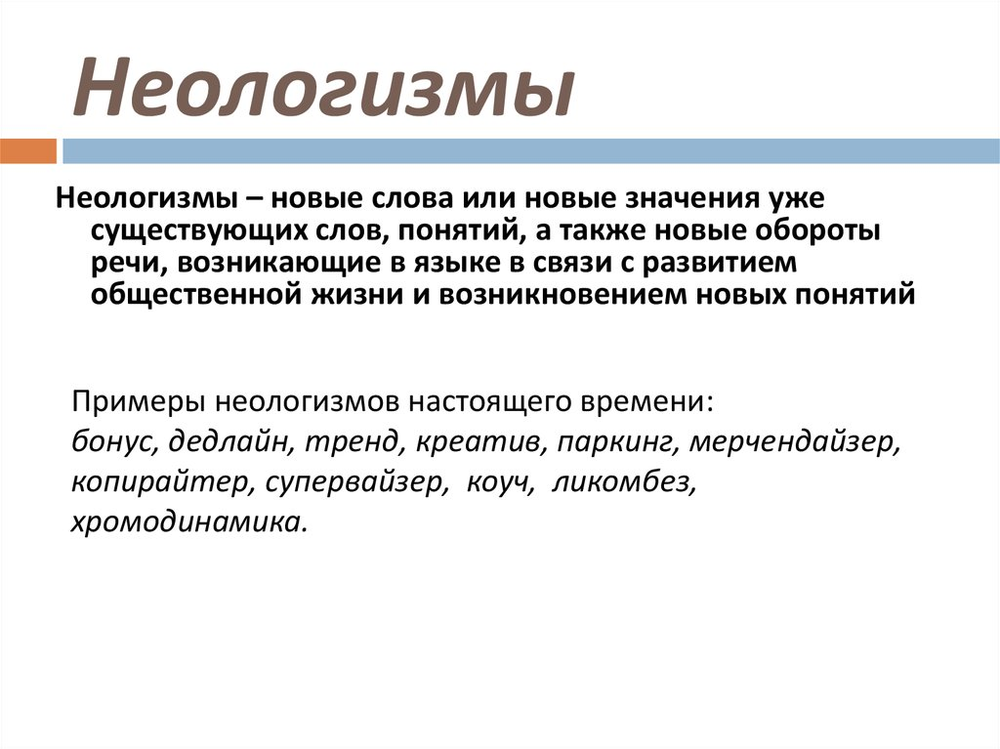 Неологизмы
Неологизмы – новые слова или новые значения уже
существующих слов, понятий, а также новые обороты
речи, возникающие в языке в связи с развитием
общественной жизни и возникновением новых понятий
Примеры неологизмов настоящего времени:
бонус, дедлайн, тренд, креатив, паркинг, мерчендайзер,
копирайтер, супервайзер, коуч, ликомбез,
хромодинамика.